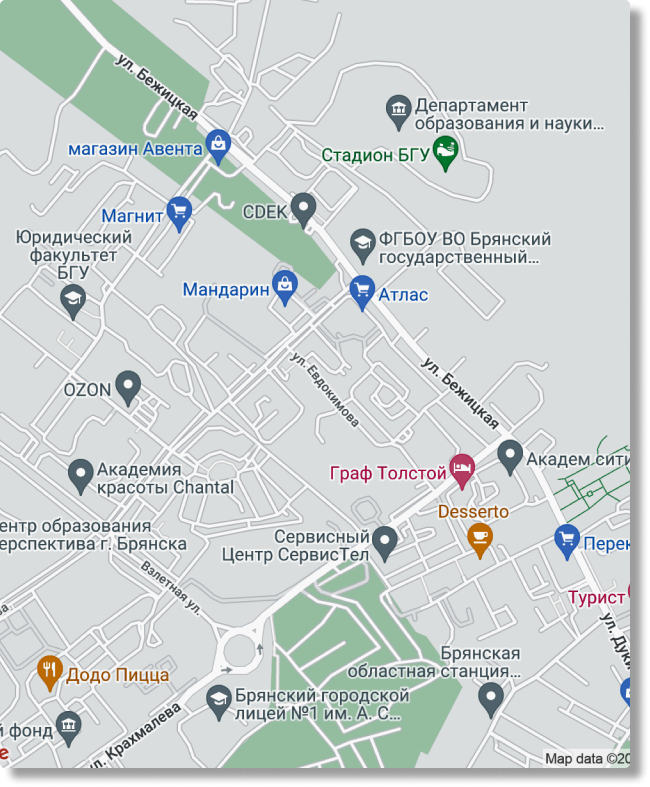 ул. Бежицкая
Департамент
образования и науки...
магазин Авента
Стадион БГУ
Магнит
CDEK
Юридический
факультет
БГУ
ФГБОУ ВО Брянский
государственный...
Мандарин
Атлас
ул. Евдокимова
ул. Бежицкая
OZON
Академия
красоты Chantal
Граф Толстой
Академ сити
Desserto
ентр образования
ерспектива г. Брянска
Сервисный
Центр СервисТел
Перек
Взлетная ул.
Турист
ул. Дуки
Брянская
областная станция...
Додо Пицца
Брянский городской
лицей №1 им. А. С...
й фонд
ул. Крахмалева
е
Map data ©20